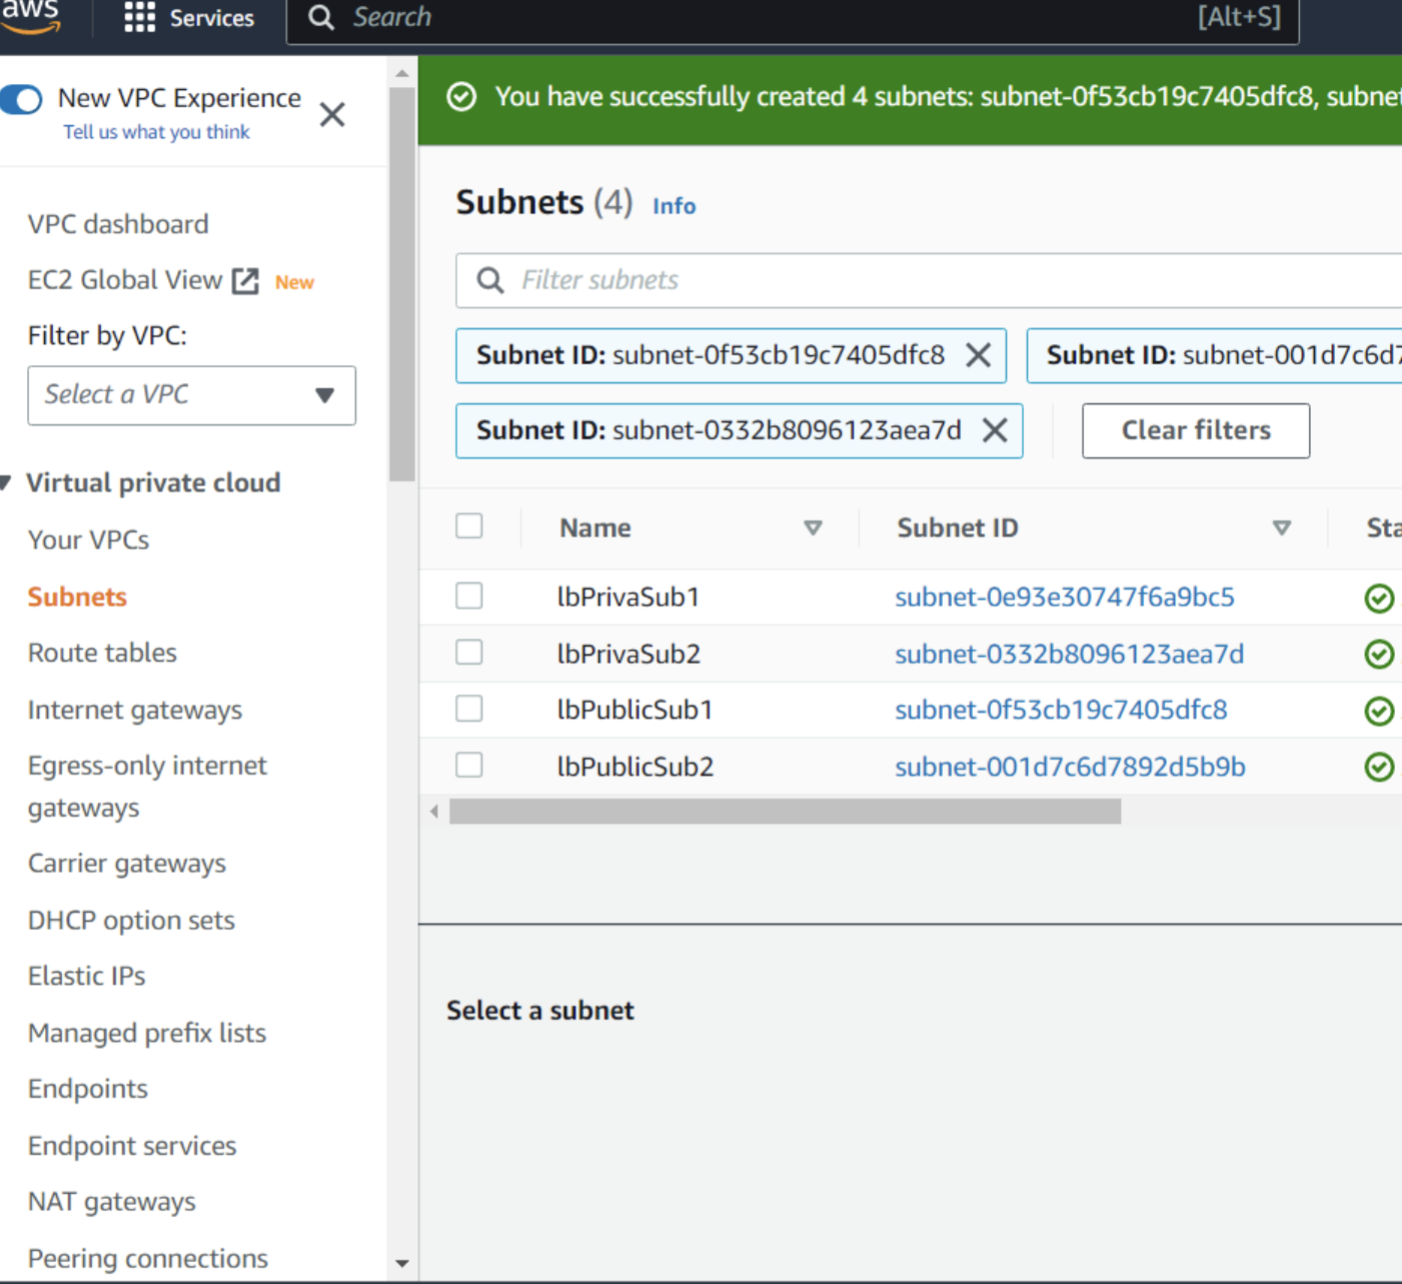 aws
Services
Search
[Alt+S]
New VPC Experience
Tell us what you think
VPC dashboard
EC2 Global View New
Filter by VPC:
Select a VPC
Virtual private cloud
Your VPCs
Subnets
Route tables
Internet gateways
Egress-only internet
gateways
Carrier gateways
DHCP option sets
Elastic IPs
Managed prefix lists
Endpoints
Endpoint services
NAT gateways
Peering connections
You have successfully created 4 subnets: subnet-0f53cb19c7405dfc8, subnet
Subnets (4) Info
Filter subnets
Subnet ID: subnet-0f53cb19c7405dfc8 Subnet ID: subnet-001d7c6d7
Subnet ID: subnet-0332b8096123aea7d Clear filters
Name Subnet ID Sta
lbPrivaSub1 subnet-0e93e30747f6a9bc5
lbPrivaSub2 subnet-0332b8096123aea7d
lbPublicSub1 subnet-0f53cb19c7405dfc8
lbPublicSub2 subnet-001d7c6d7892d5b9b
Select a subnet